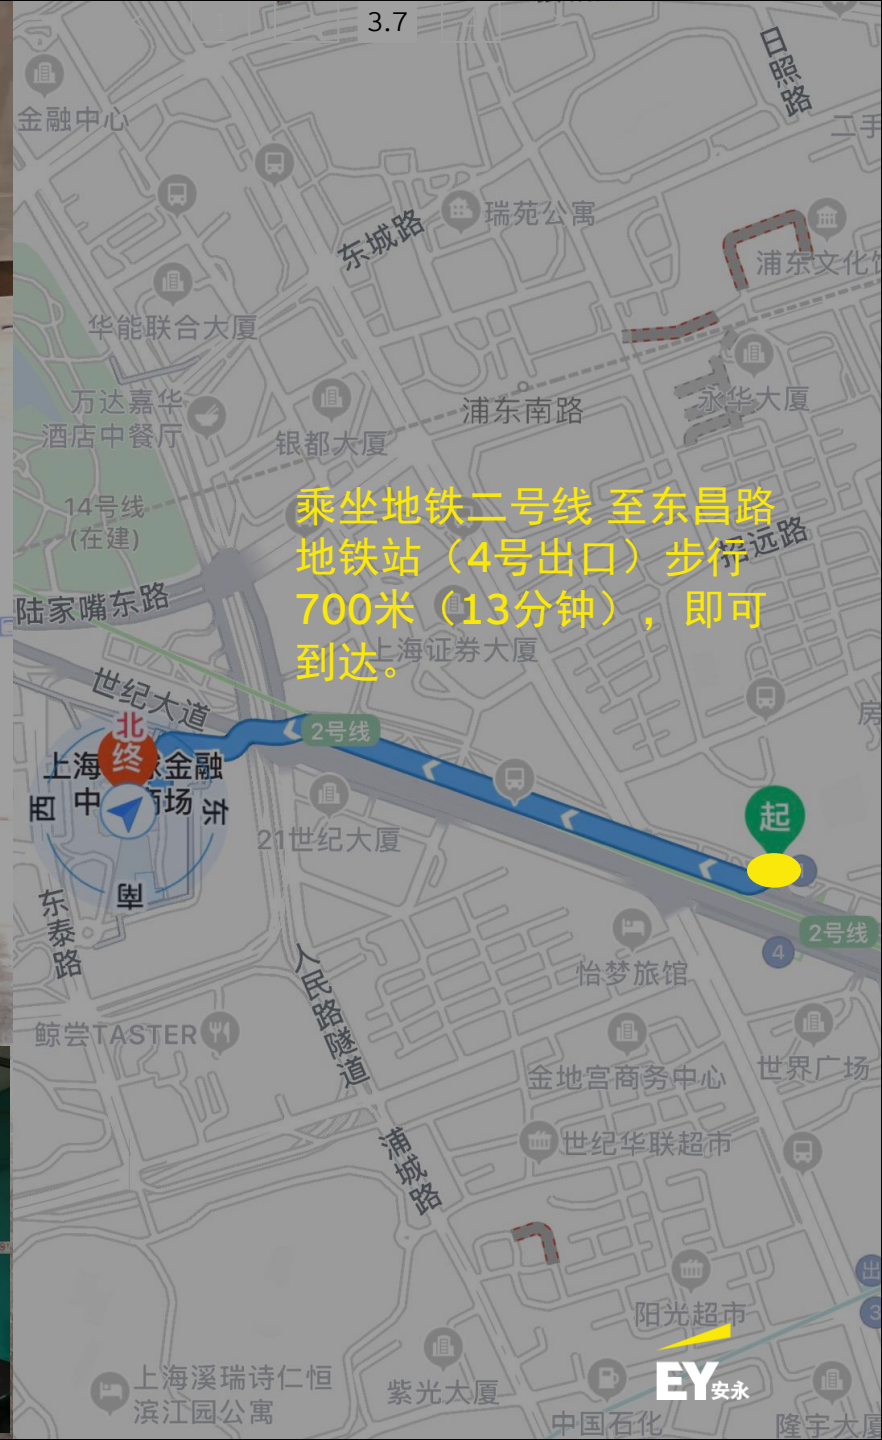 3.7
日照路
金融中心
二手
瑞苑公寓
东城路
浦东文化馆
华能联合大厦
万达嘉华
酒店中餐厅
浦东南路
永华大厦
银都大厦
14号线
(在建)
乘坐地铁二号线 至东昌路
地铁站（4号出口）步行
700米（13分钟），即可
到达。
招远路
陆家嘴东路
上海证券大厦
世纪大道
房
北
终
2号线
上海
球金融
中
商场
西
东
南
起
21世纪大厦
东泰路
2号线
4
人民路隧道
怡梦旅馆
鲸尝TASTER
世界广场
金地宫商务中心
世纪华联超市
浦城路
出
3
阳光超市
EY安永
上海溪瑞诗仁恒
滨江园公寓
紫光大厦
中国石化
隆宇大厦